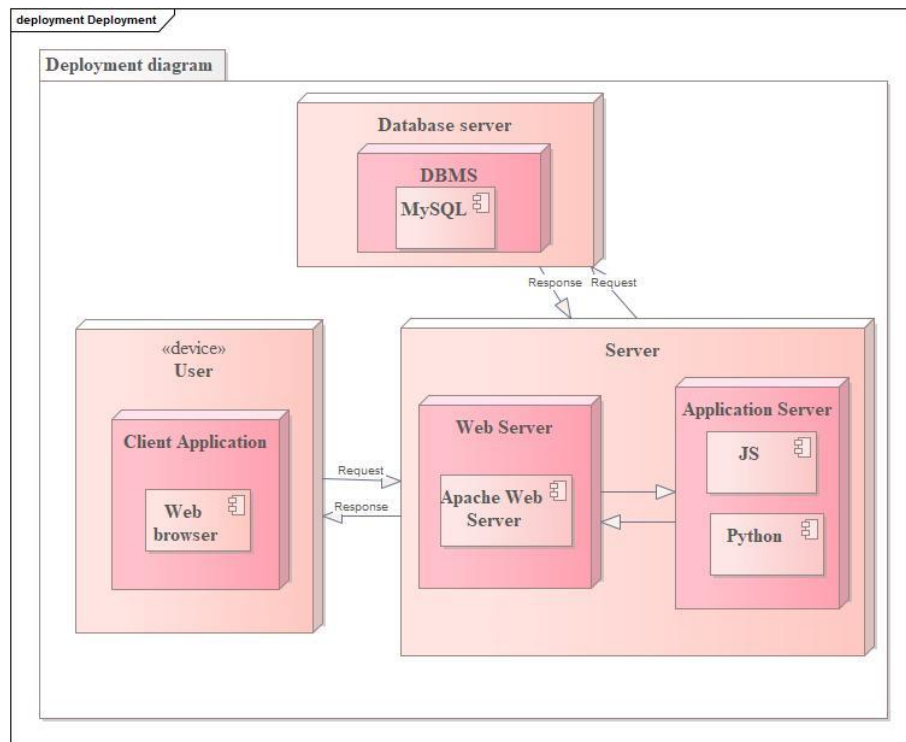 deployment Deployment
Deployment diagram
Database server
DBMS
MySQL
Response
Request
«device»
User
Client Application
Web
browser
Request
Response
Server
Web Server
Apache Web
Server
Application Server
JS
Python